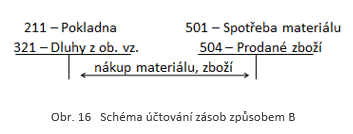 211 – Pokladna 501 – Spotřeba materiálu
321 – Dluhy z ob. vz. 504 – Prodané zboží
nákup materiálu, zboží
Obr. 16 Schéma účtování zásob způsobem B